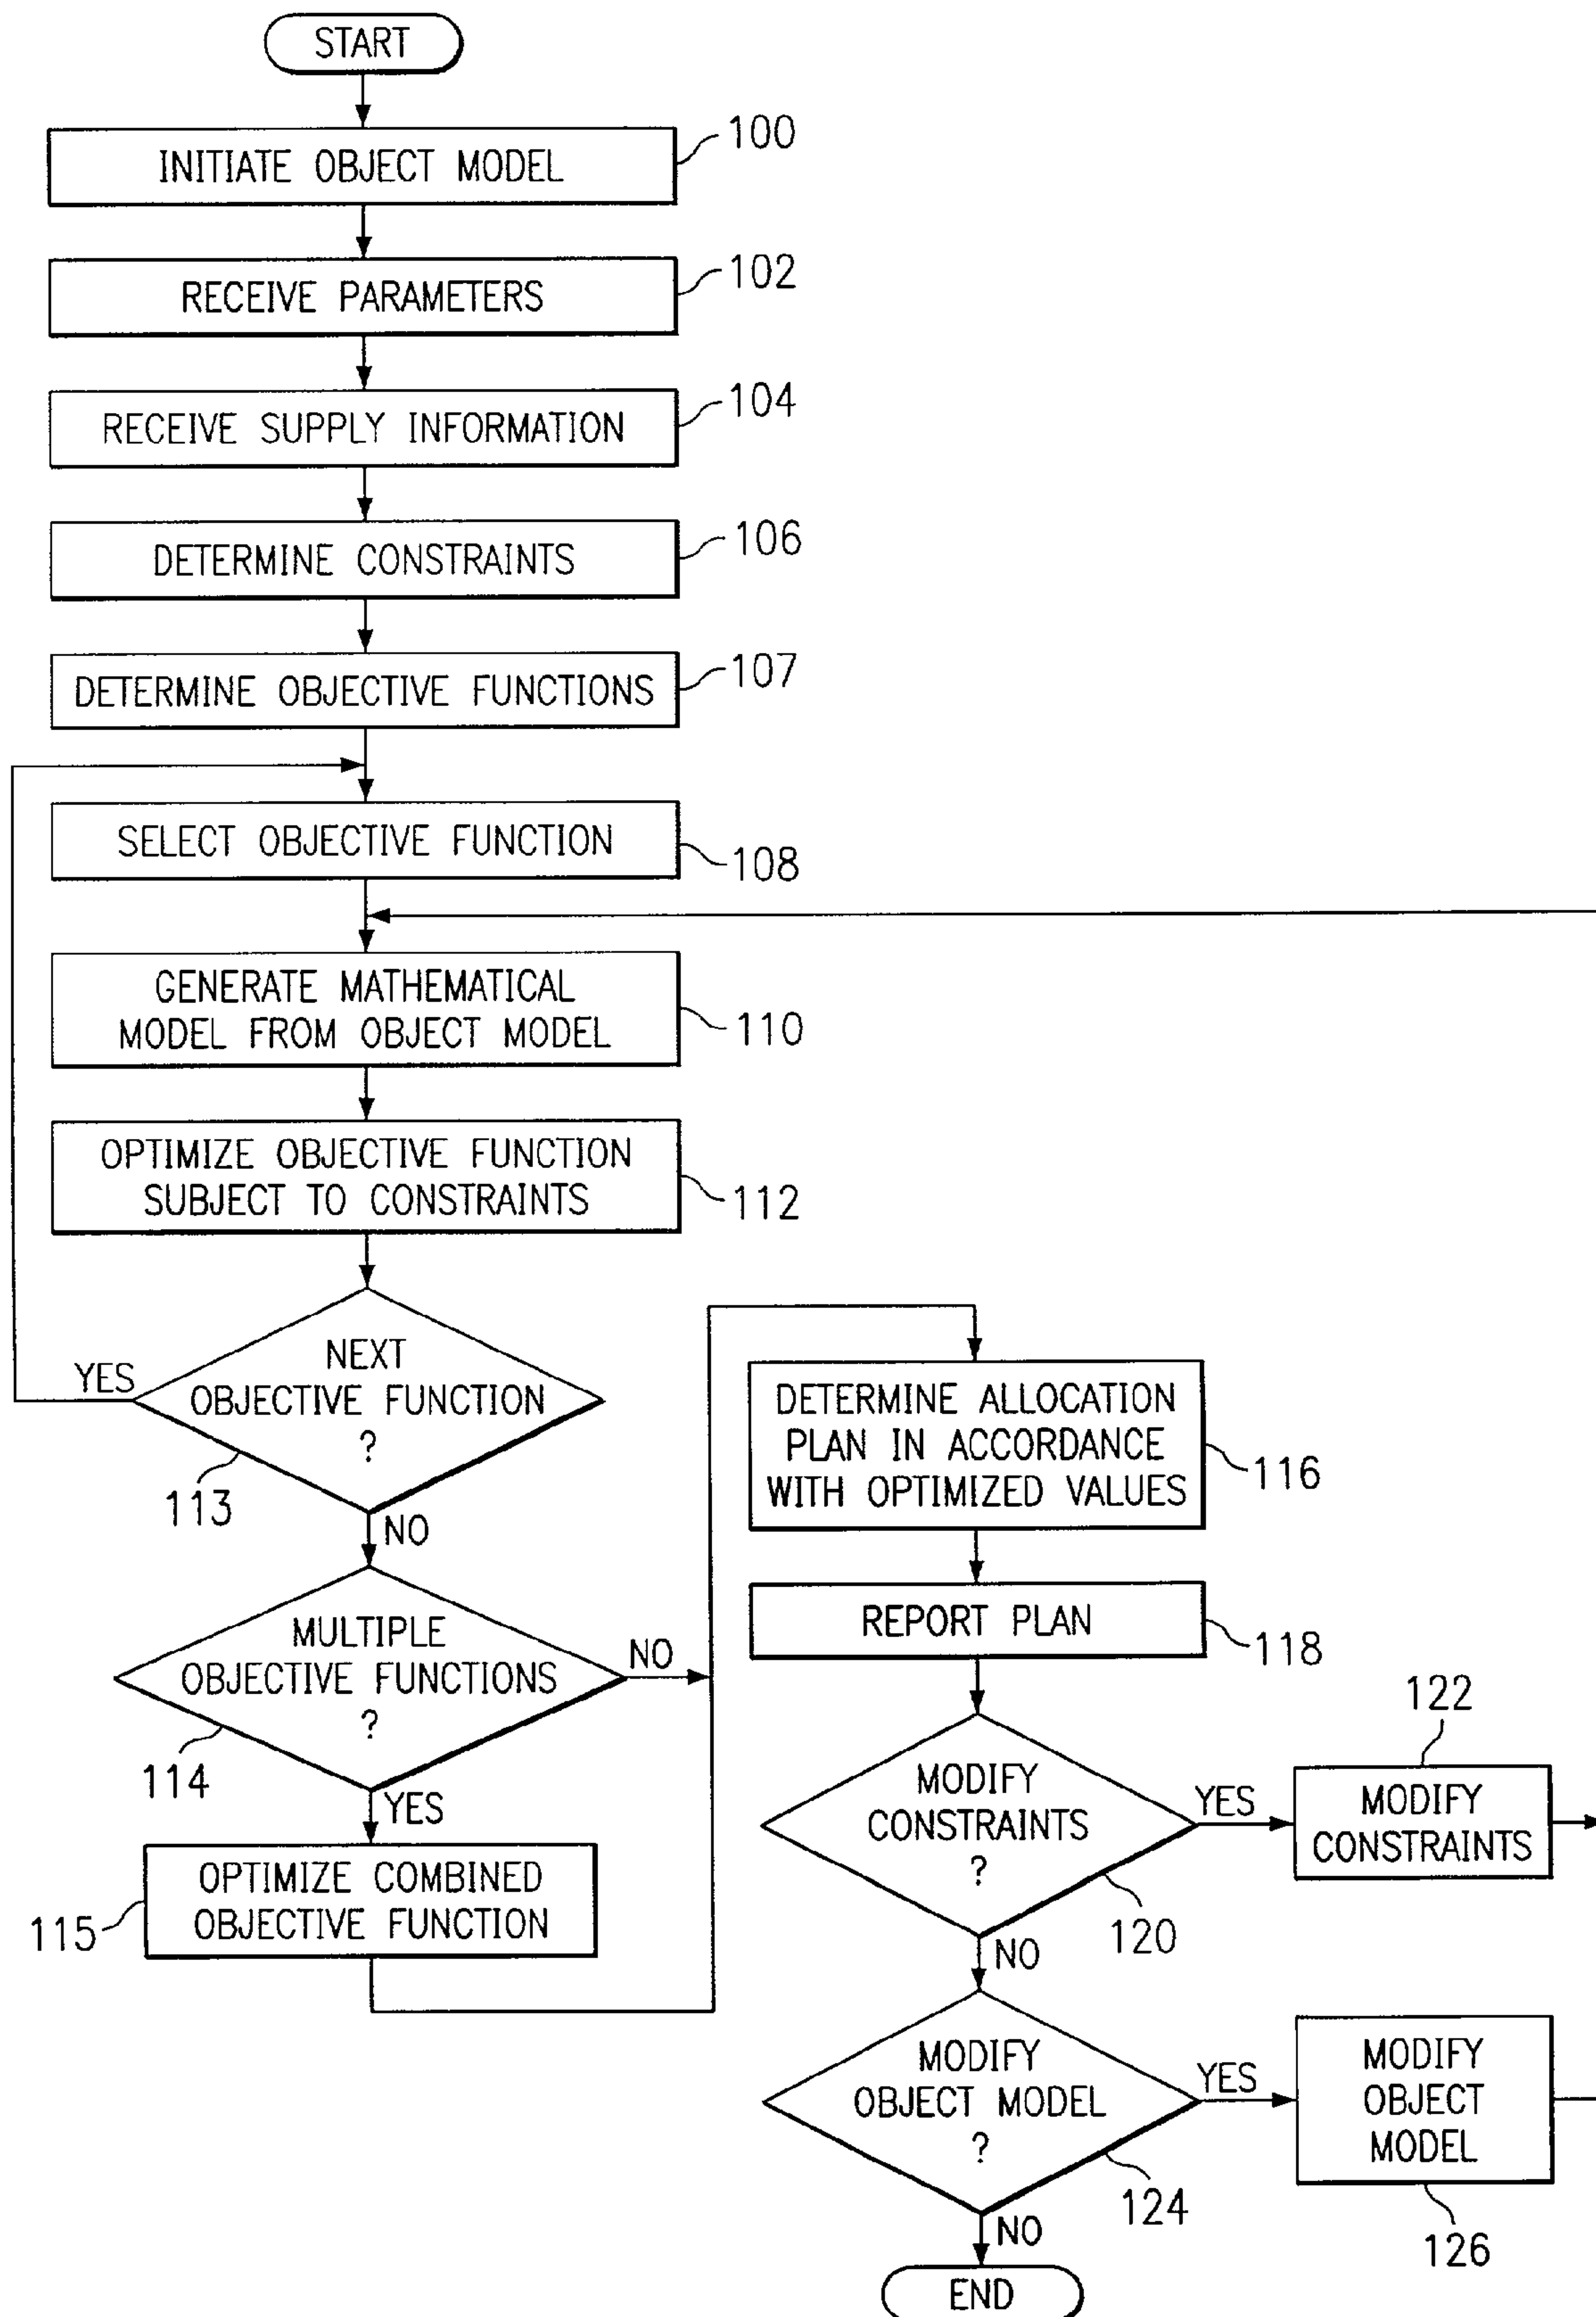 START
INITIATE OBJECT MODEL
100
RECEIVE PARAMETERS
102
RECEIVE SUPPLY INFORMATION
104
DETERMINE CONSTRAINTS
106
DETERMINE OBJECTIVE FUNCTIONS
107
SELECT OBJECTIVE FUNCTION
108
GENERATE MATHEMATICAL
MODEL FROM OBJECT MODEL
110
OPTIMIZE OBJECTIVE FUNCTION
SUBJECT TO CONSTRAINTS
112
NEXT
OBJECTIVE FUNCTION
?
YES
113
NO
MULTIPLE
OBJECTIVE FUNCTIONS
?
NO
114
YES
OPTIMIZE COMBINED
OBJECTIVE FUNCTION
115
DETERMINE ALLOCATION
PLAN IN ACCORDANCE
WITH OPTIMIZED VALUES
116
REPORT PLAN
118
MODIFY
CONSTRAINTS
?
YES
120
122
MODIFY
CONSTRAINTS
NO
MODIFY
OBJECT MODEL
?
YES
124
MODIFY
OBJECT
MODEL
126
NO
END